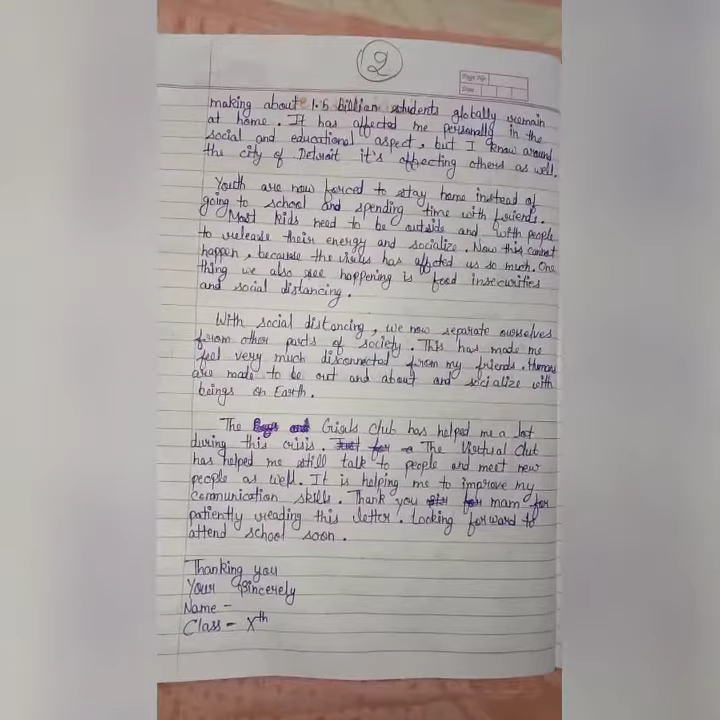 2
Page No.
Date
making about 1.5 billian students globally remain
at home. It has affected me personally in the
social and educational aspect, but I know around
the city of Detroit it's affecting others as well.
Youth are now forced to stay home instead of
going to school and spending time with friends.
Most kids need to be outside and with people
to release their energy and socialize. Now this cannot
happen, because the virus has affected us so much. One
thing we also see happening is food insecurities
and social distancing.
With social distancing, we now separate ourselves
from other parts of society. This has made me
feel very much disconnected from my friends. Humans
are made to be out and about and socialize with
beings on Earth.
The Boys and Girls Club has helped me a lot
during this crisis. Just for The Virtual Club
has helped me still talk to people and meet new
people as well. It is helping me to improve my
communication skills. Thank you for mam for
patiently reading this letter. Looking forward to
attend school soon.
Thanking you
Your Sincerely
Name -
Class - Xth